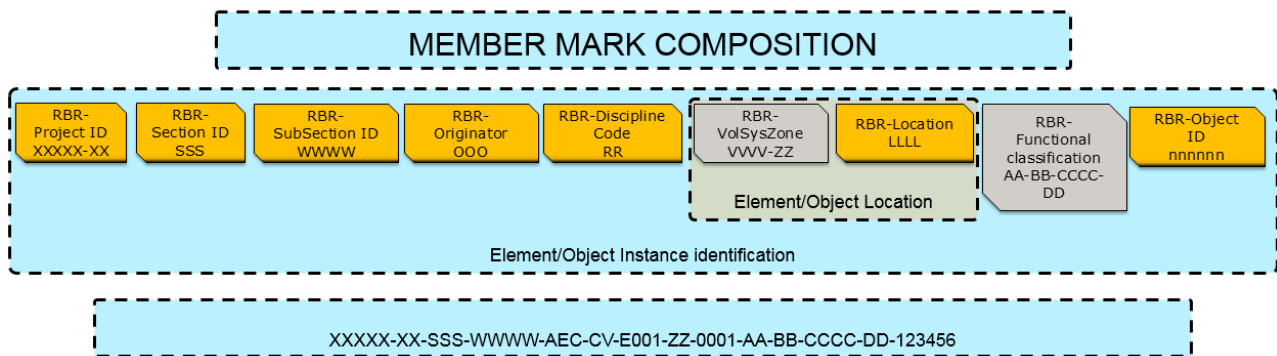 MEMBER MARK COMPOSITION
RBR-
Project ID
XXXXX-XX
RBR-
Section ID
SSS
RBR-
SubSection ID
WWWW
RBR-
Originator
OOO
RBR-Discipline
Code
RR
RBR-
VolSysZone
VVVV-ZZ
RBR-Location
LLLL
RBR-
Functional
classification
AA-BB-CCCC-
DD
RBR-Object
ID
nnnnnn
Element/Object Location
Element/Object Instance identification
XXXXX-XX-SSS-WWWW-AEC-CV-E001-ZZ-0001-AA-BB-CCCC-DD-123456